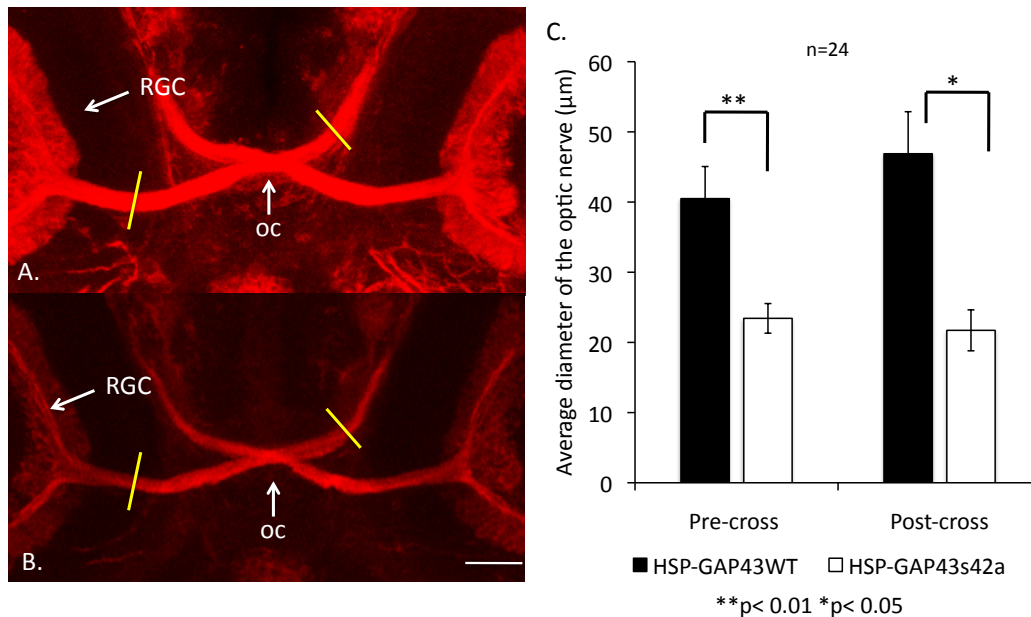 RGC
oc
A.
RGC
oc
B.
C.
n=24
Average diameter of the optic nerve (µm)
60
50
40
30
20
10
0
**
*
Pre-cross
Post-cross
HSP-GAP43WT
HSP-GAP43s42a
**p< 0.01 *p< 0.05